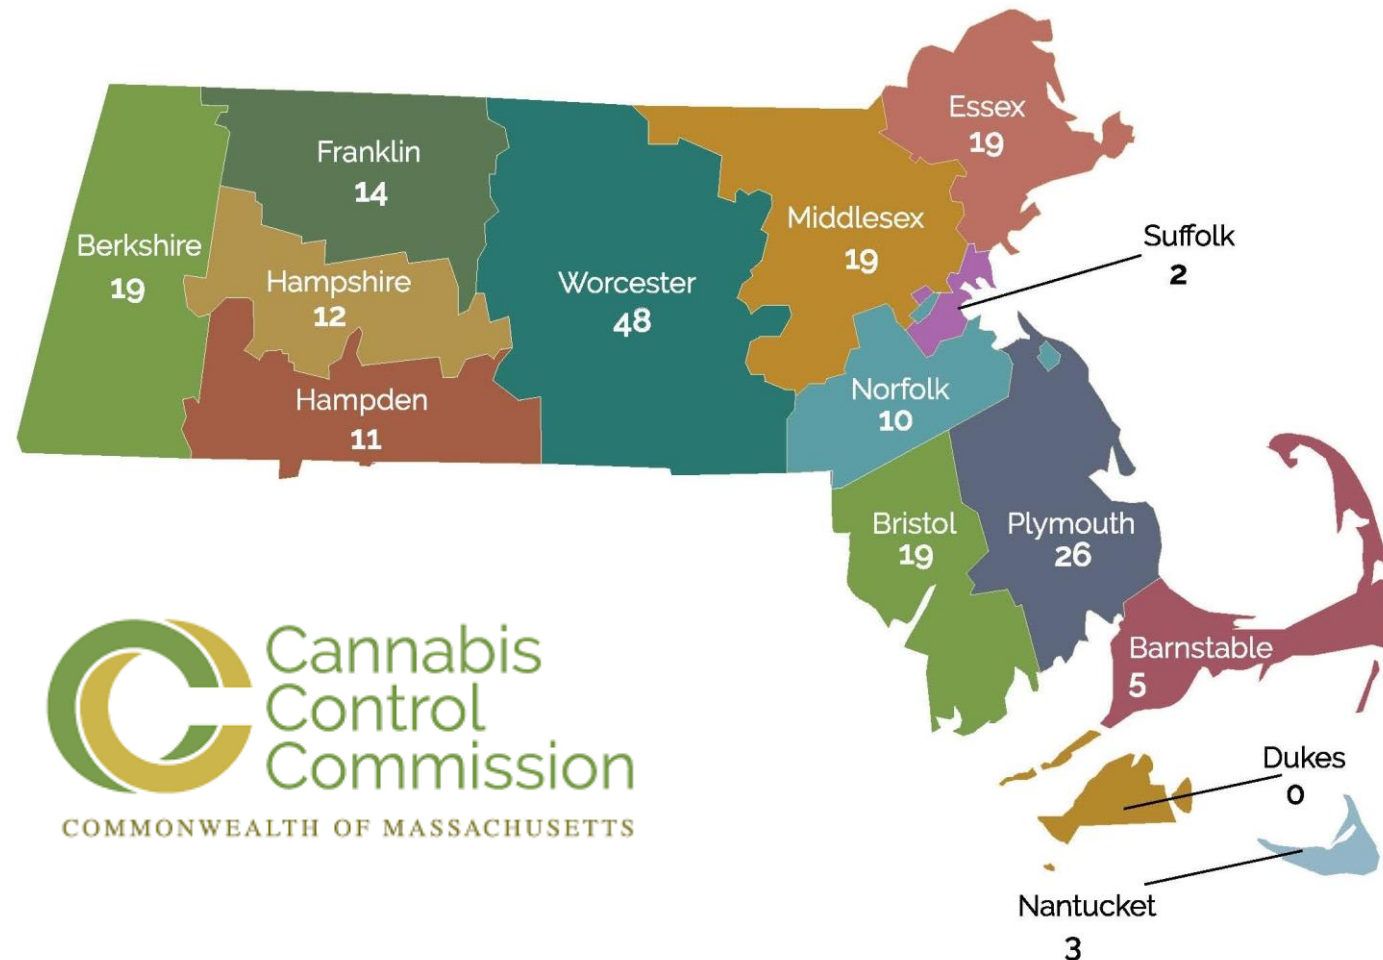 Essex
19
Franklin
14
Middlesex
19
Suffolk
2
Berkshire
19
Hampshire
12
Worcester
48
Hampden
11
Norfolk
10
Bristol
19
Plymouth
26
Barnstable
5
Dukes
0
Nantucket
3
Cannabis
Control
Commission
COMMONWEALTH OF MASSACHUSETTS